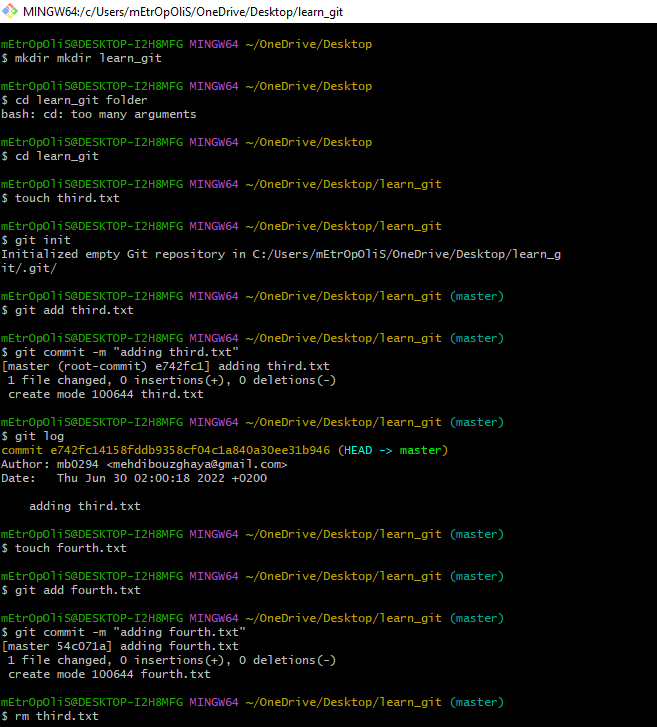 MINGW64:/c/Users/mEtrOpOliS/OneDrive/Desktop/learn_git
mEtrOpOliS@DESKTOP-I2H8MFG MINGW64 ~/OneDrive/Desktop
$ mkdir mkdir learn_git
mEtrOpOliS@DESKTOP-I2H8MFG MINGW64 ~/OneDrive/Desktop
$ cd learn_git folder
bash: cd: too many arguments
mEtrOpOliS@DESKTOP-I2H8MFG MINGW64 ~/OneDrive/Desktop
$ cd learn_git
mEtrOpOliS@DESKTOP-I2H8MFG MINGW64 ~/OneDrive/Desktop/learn_git
$ touch third.txt
mEtrOpOliS@DESKTOP-I2H8MFG MINGW64 ~/OneDrive/Desktop/learn_git
$ git init
Initialized empty Git repository in C:/Users/mEtrOpOliS/OneDrive/Desktop/learn_g
it/.git/
mEtrOpOliS@DESKTOP-I2H8MFG MINGW64 ~/OneDrive/Desktop/learn_git (master)
$ git add third.txt
mEtrOpOliS@DESKTOP-I2H8MFG MINGW64 ~/OneDrive/Desktop/learn_git (master)
$ git commit -m "adding third.txt"
[master (root-commit) e742fc1] adding third.txt
 1 file changed, 0 insertions(+), 0 deletions(-)
 create mode 100644 third.txt
mEtrOpOliS@DESKTOP-I2H8MFG MINGW64 ~/OneDrive/Desktop/learn_git (master)
$ git log
commit e742fc14158fddb9358cf04c1a840a30ee31b946 (HEAD -> master)
Author: mb0294 <mehdibouzghaya@gmail.com>
Date:   Thu Jun 30 02:00:18 2022 +0200
    adding third.txt
mEtrOpOliS@DESKTOP-I2H8MFG MINGW64 ~/OneDrive/Desktop/learn_git (master)
$ touch fourth.txt
mEtrOpOliS@DESKTOP-I2H8MFG MINGW64 ~/OneDrive/Desktop/learn_git (master)
$ git add fourth.txt
mEtrOpOliS@DESKTOP-I2H8MFG MINGW64 ~/OneDrive/Desktop/learn_git (master)
$ git commit -m "adding fourth.txt"
[master 54c071a] adding fourth.txt
 1 file changed, 0 insertions(+), 0 deletions(-)
 create mode 100644 fourth.txt
mEtrOpOliS@DESKTOP-I2H8MFG MINGW64 ~/OneDrive/Desktop/learn_git (master)
$ rm third.txt